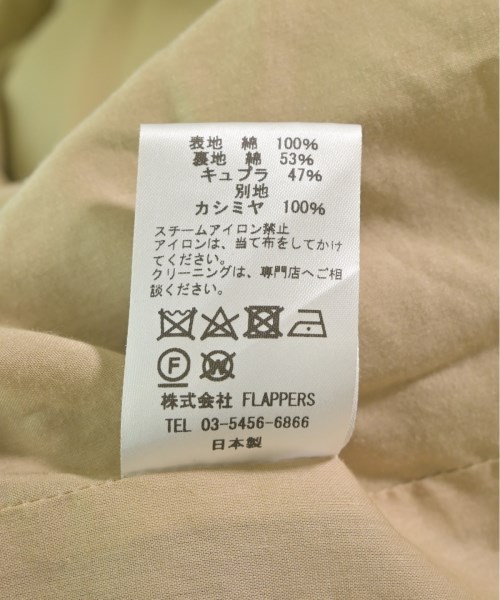 表地 綿 100%
裏地 綿 53%
キュプラ 47%
別地
カシミヤ 100%
スチームアイロン禁止
アイロンは、当て布をしてかけ
てください。
クリーニングは、専門店へご相
談ください。
F W
株式会社 FLAPPERS
TEL 03-5456-6866
日本製